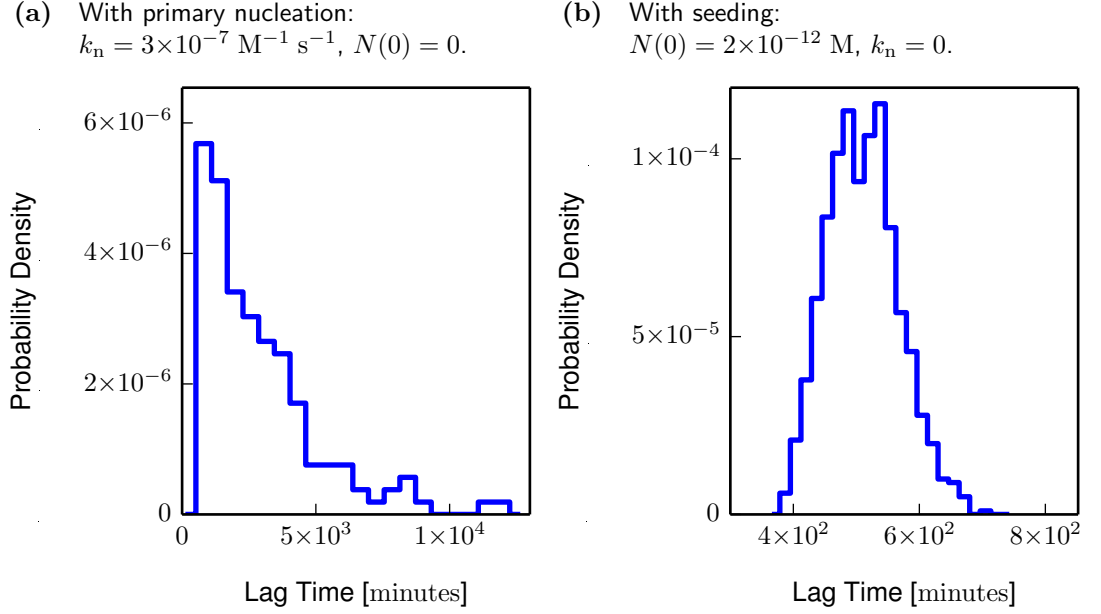 (a) With primary nucleation:
kₙ = 3×10⁻⁷ M⁻¹ s⁻¹, N(0) = 0.
6×10⁻⁶
4×10⁻⁶
2×10⁻⁶
0
Probability Density
0 5×10³ 1×10⁴
Lag Time [minutes]
(b) With seeding:
N(0) = 2×10⁻¹² M, kₙ = 0.
1×10⁻⁴
5×10⁻⁵
0
Probability Density
4×10² 6×10² 8×10²
Lag Time [minutes]